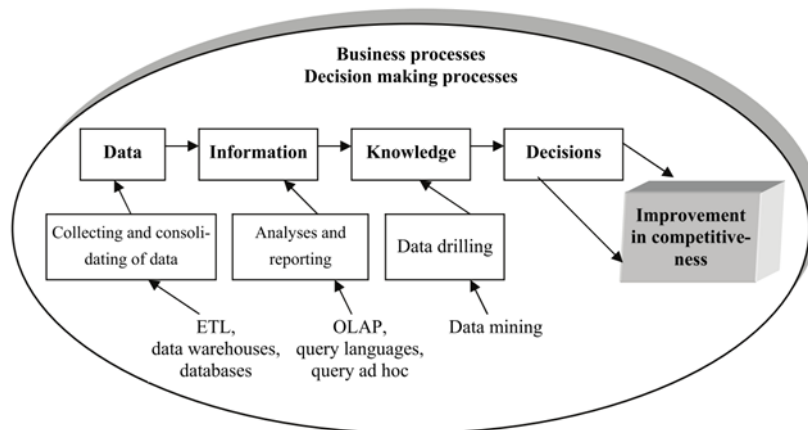 Business processes
Decision making processes
Data
Information
Knowledge
Decisions
Improvement
in competitive-
ness
Collecting and consoli-
dating of data
Analyses and
reporting
Data drilling
ETL,
data warehouses,
databases
OLAP,
query languages,
query ad hoc
Data mining